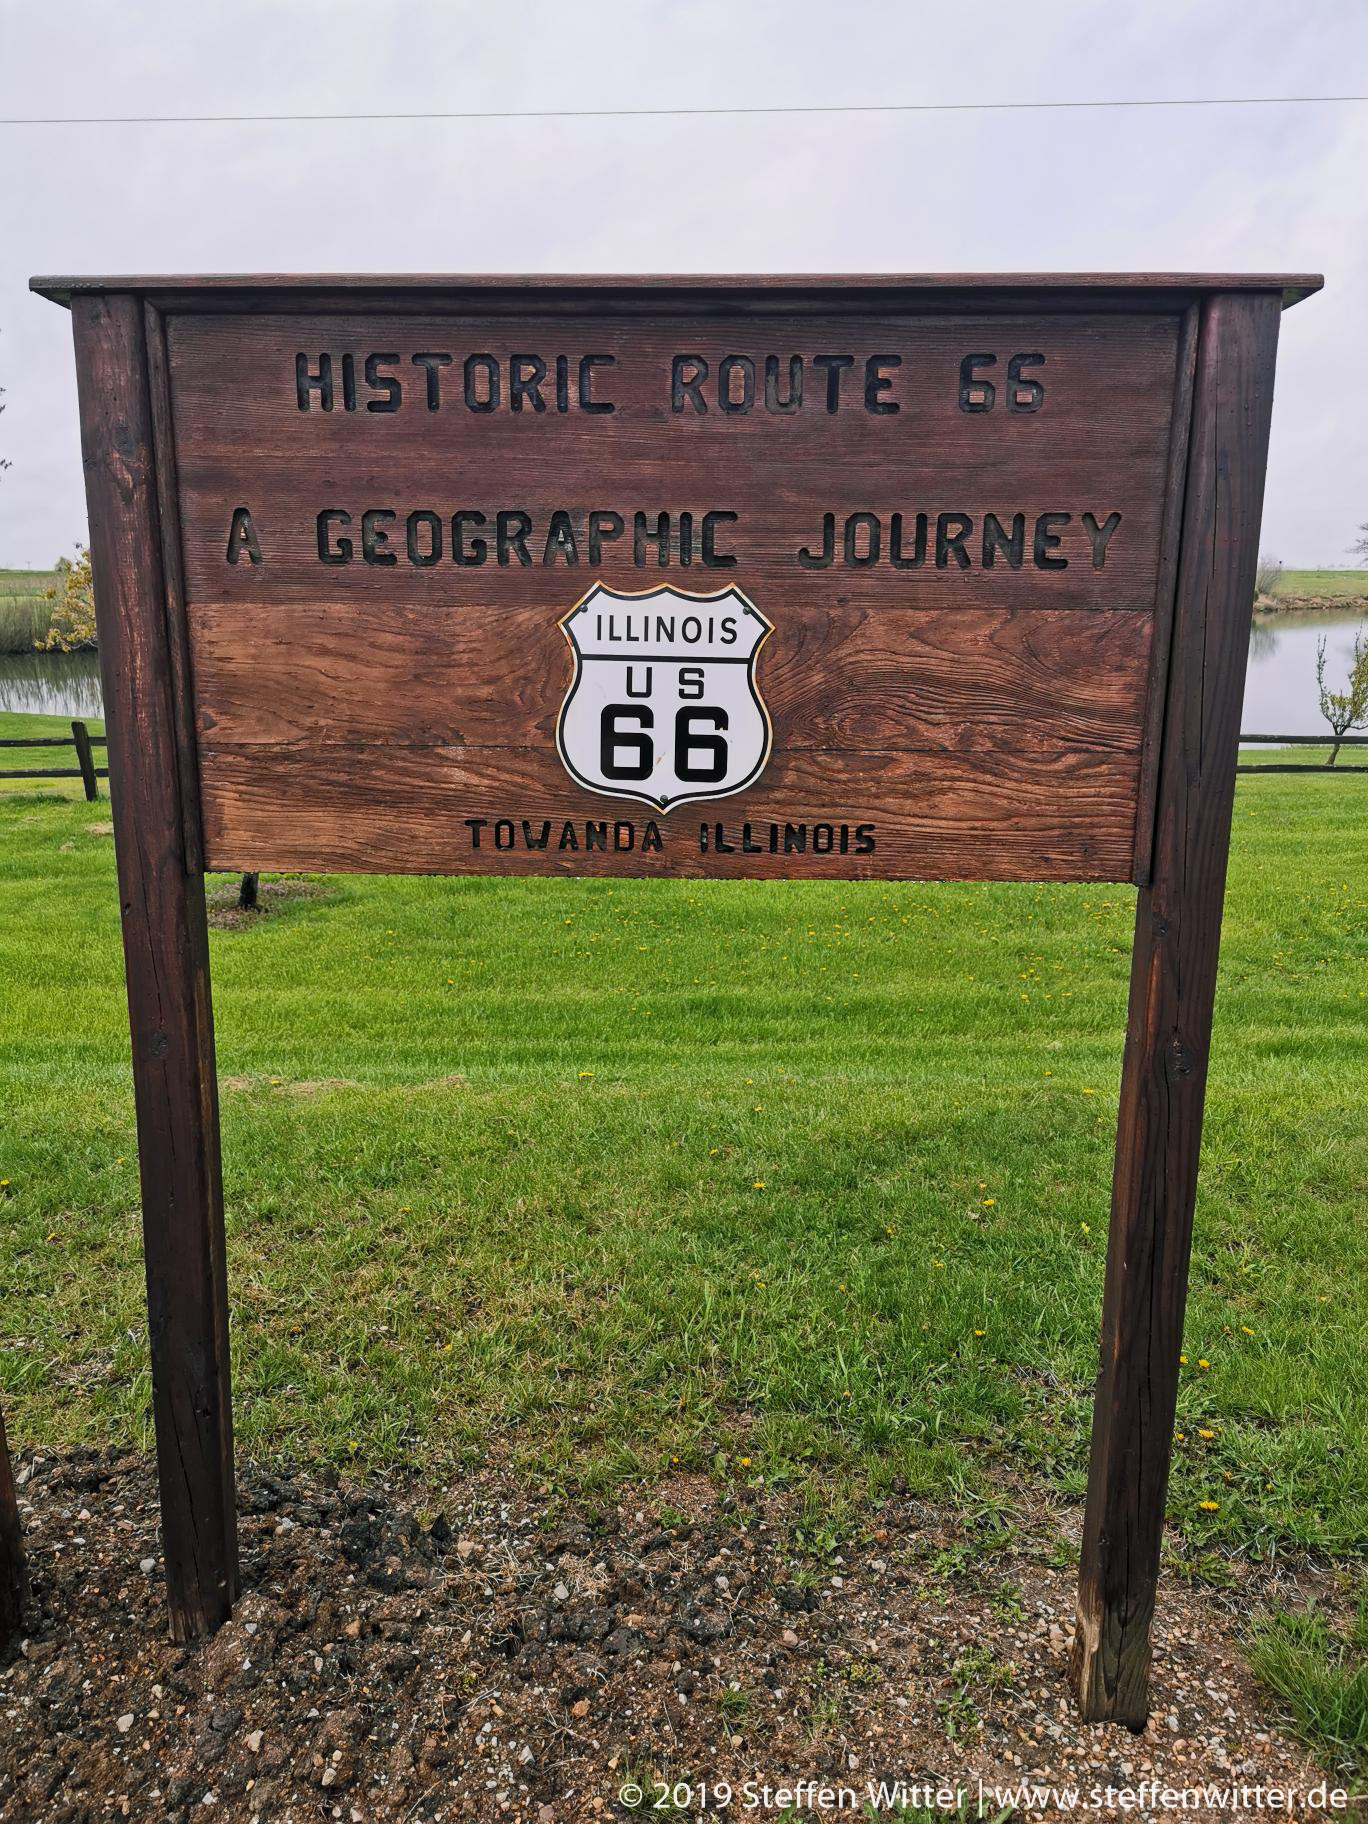 HISTORIC ROUTE 66
A GEOGRAPHIC JOURNEY
ILLINOIS
US
66
TOWANDA ILLINOIS
© 2019 Steffen Witter | www.steffenwitter.de